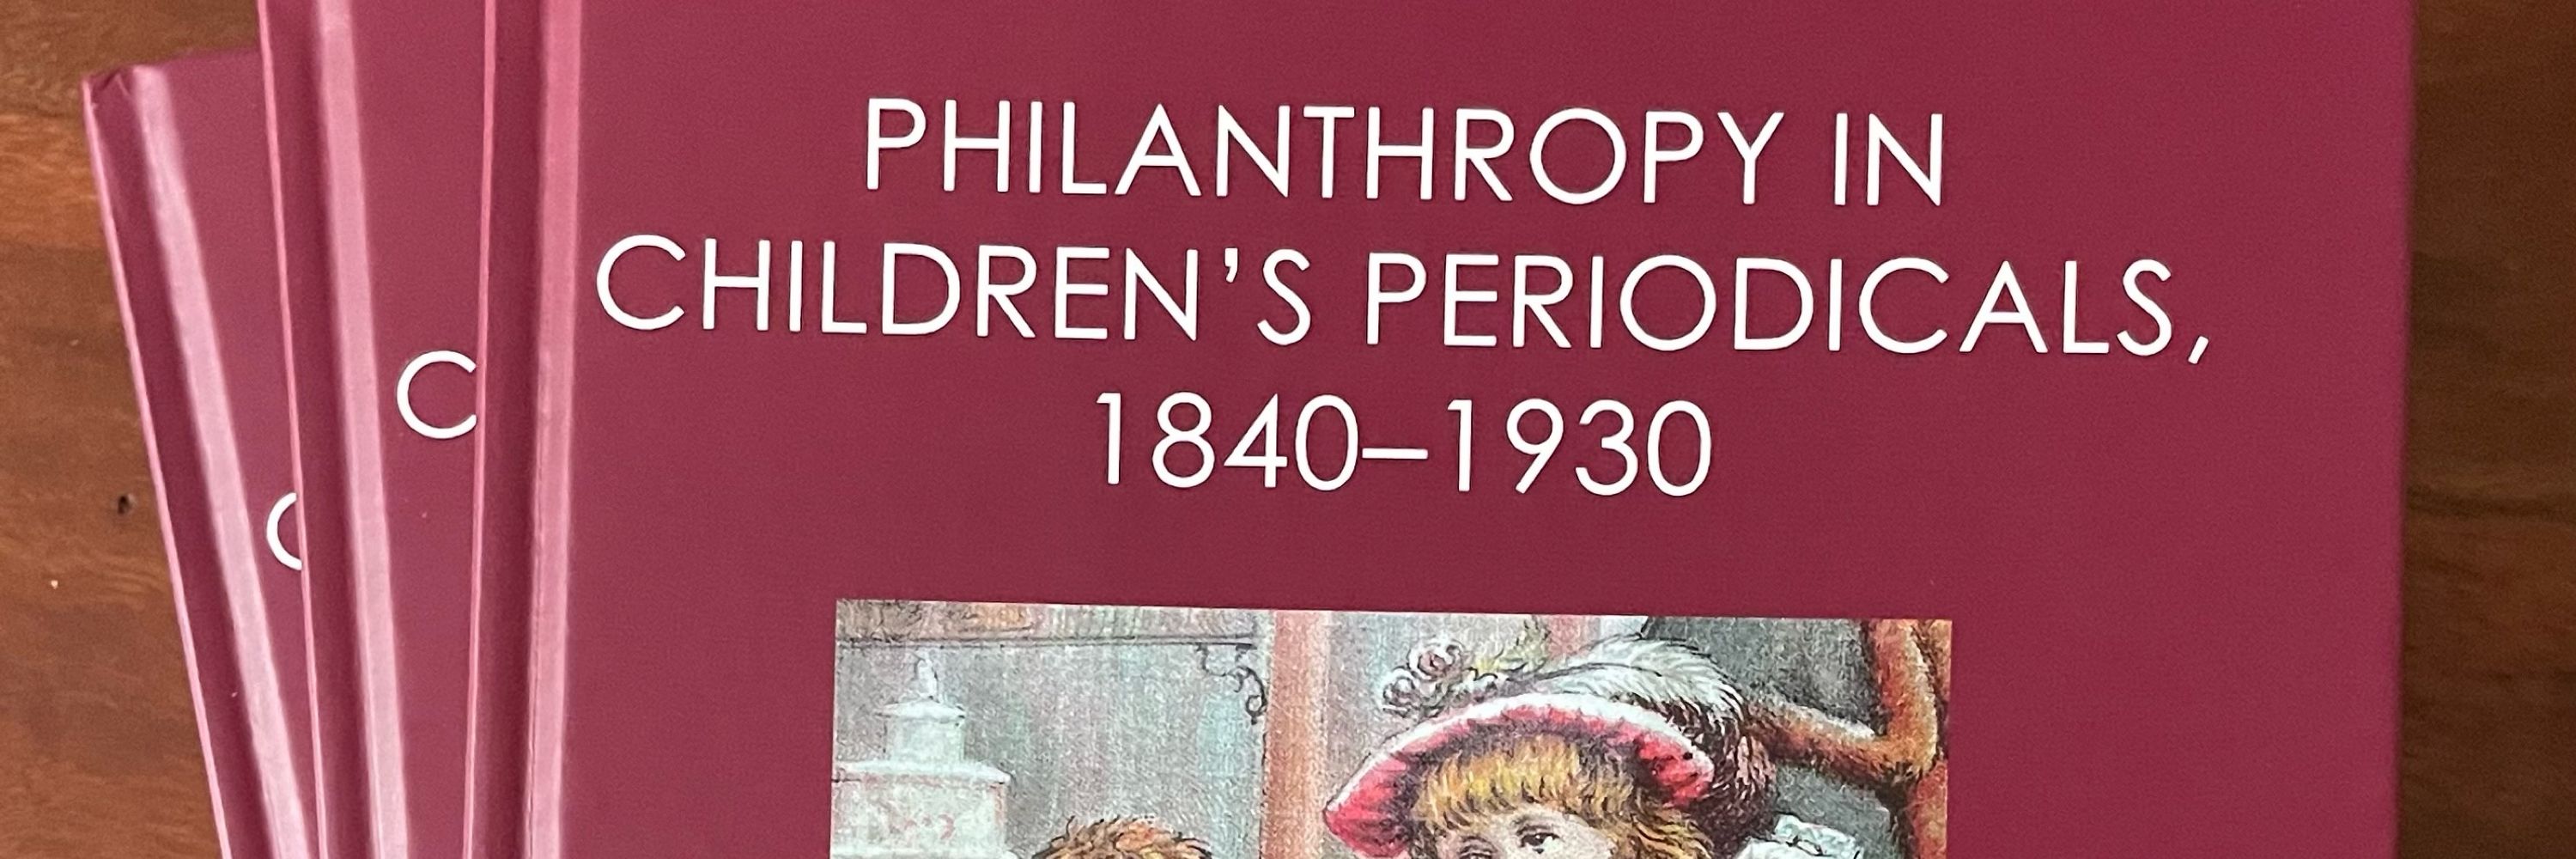 PHILANTHROPY IN
CHILDREN’S PERIODICALS,
1840–1930
C
C